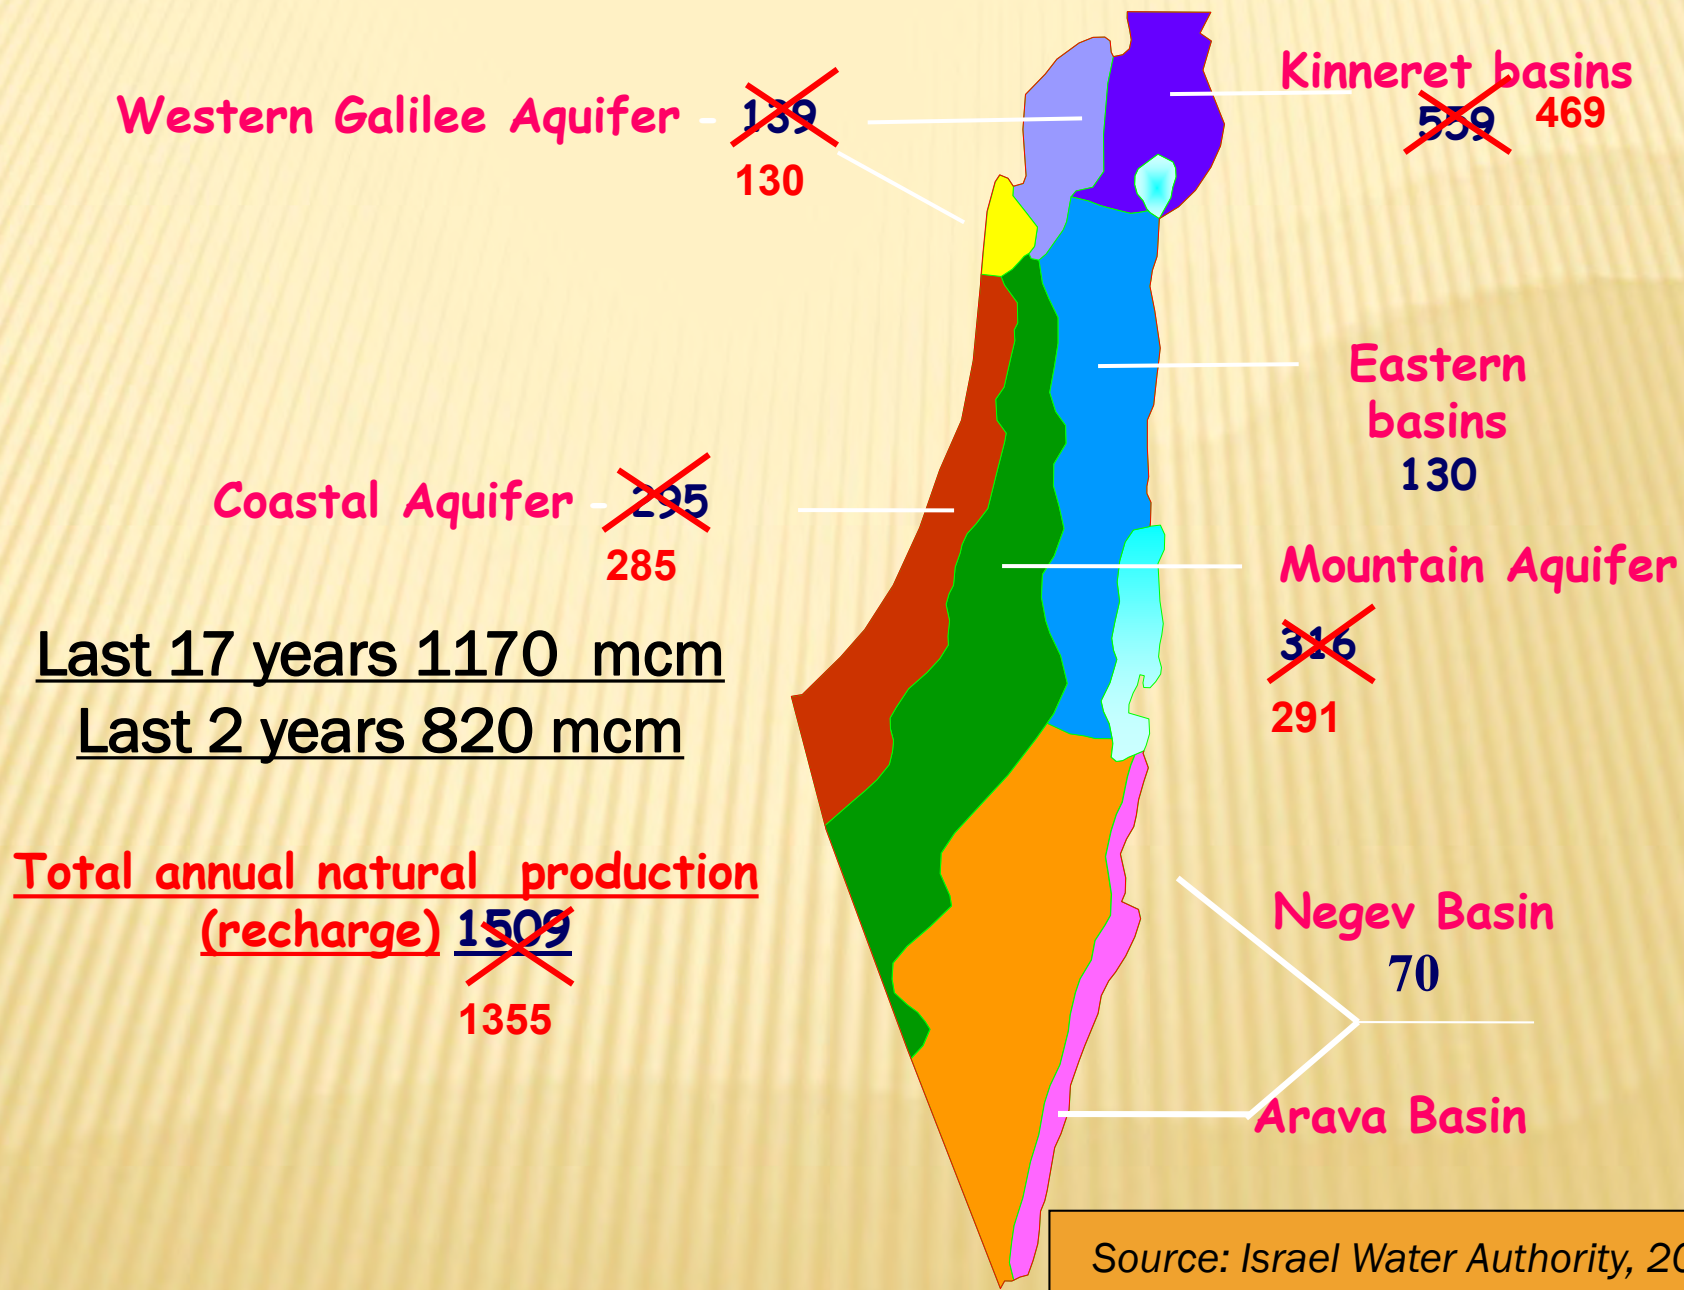 Western Galilee Aquifer - 139
130
Kinneret basins
559 469
Eastern
basins
130
Coastal Aquifer - 295
285
Mountain Aquifer
316
291
Last 17 years 1170 mcm
Last 2 years 820 mcm
Total annual natural production
(recharge) 1509
1355
Negev Basin
70
Arava Basin
Source: Israel Water Authority, 20